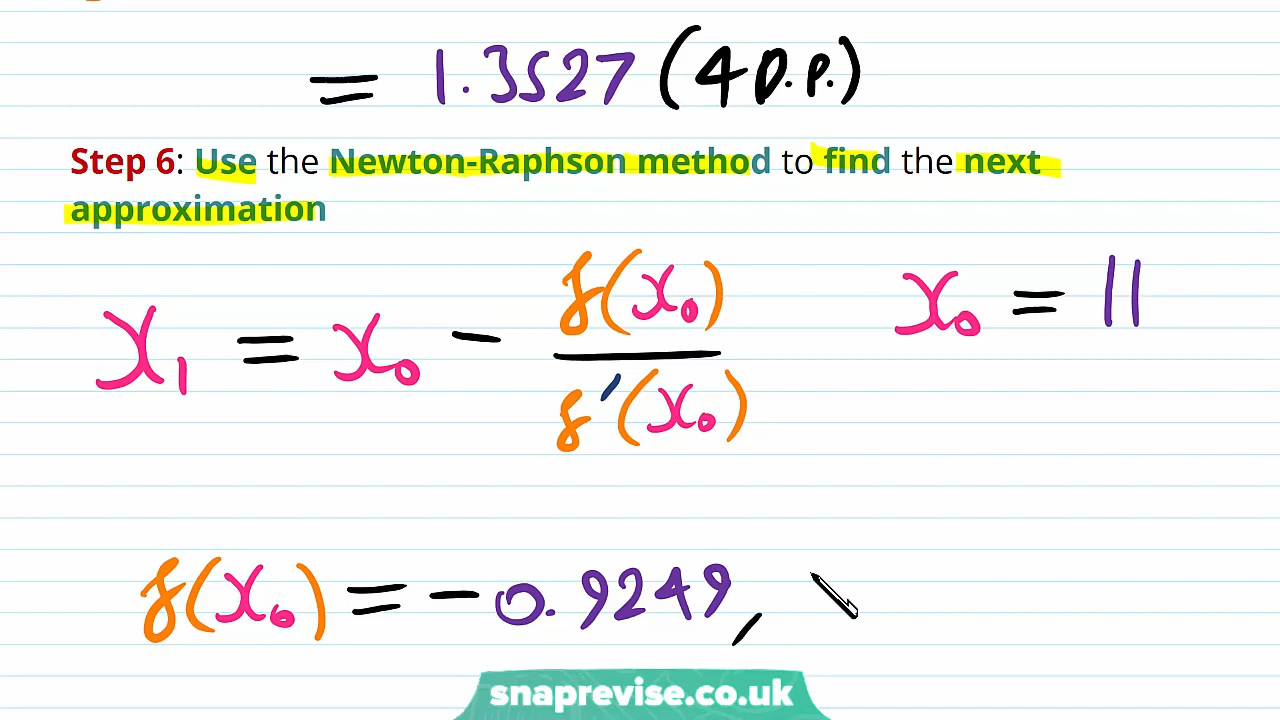 = 1.3527 (4 D.P.)
Step 6: Use the Newton-Raphson method to find the next
approximation
x₁ = x₀ - f(x₀) / f'(x₀)    x₀ = 11
f(x₀) = -0.9249,
snaprevise.co.uk